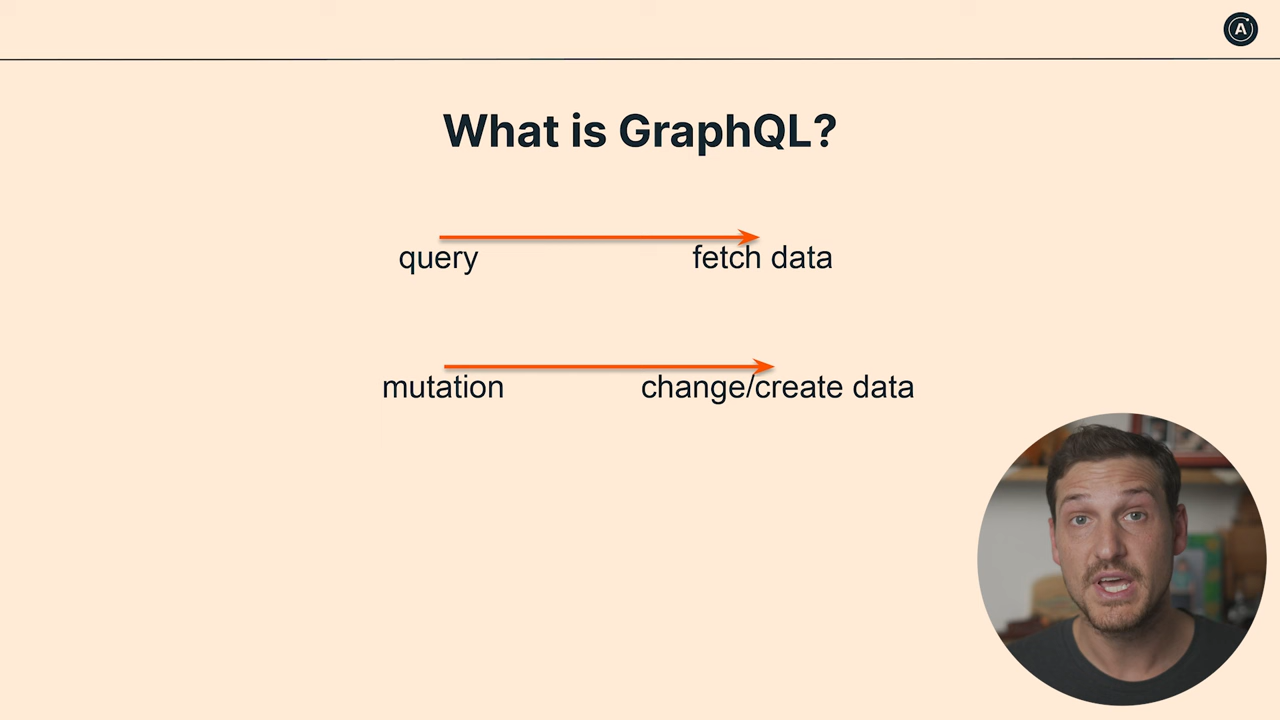 A
What is GraphQL?
query fetch data
mutation change/create data